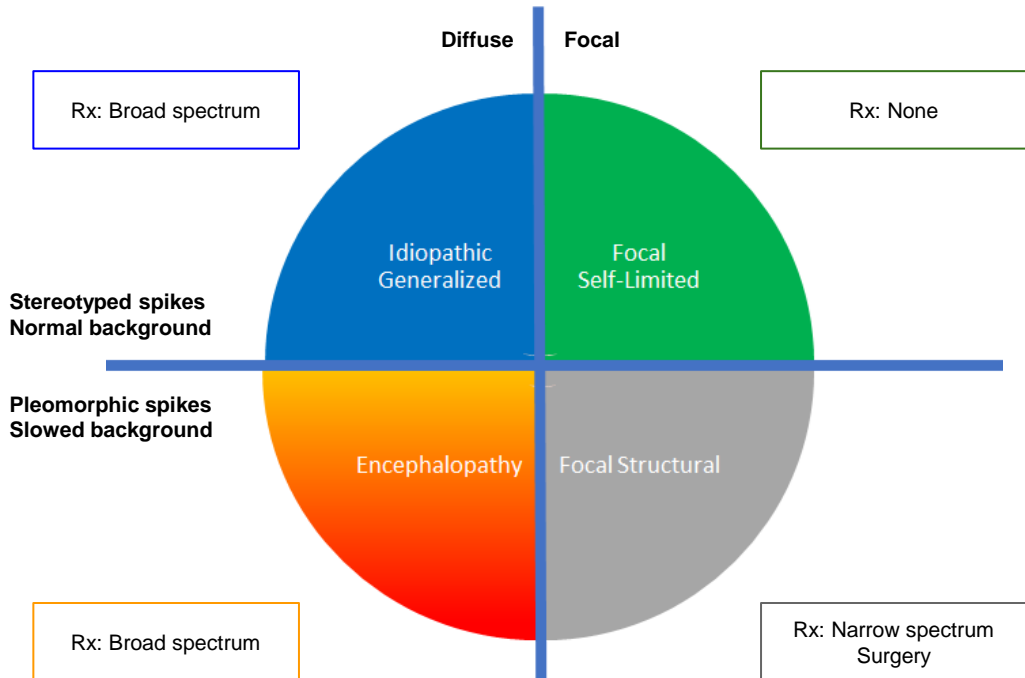 Diffuse
Focal
Rx: Broad spectrum
Rx: None
Idiopathic
Generalized
Focal
Self-Limited
Stereotyped spikes
Normal background
Pleomorphic spikes
Slowed background
Encephalopathy
Focal Structural
Rx: Broad spectrum
Rx: Narrow spectrum
Surgery